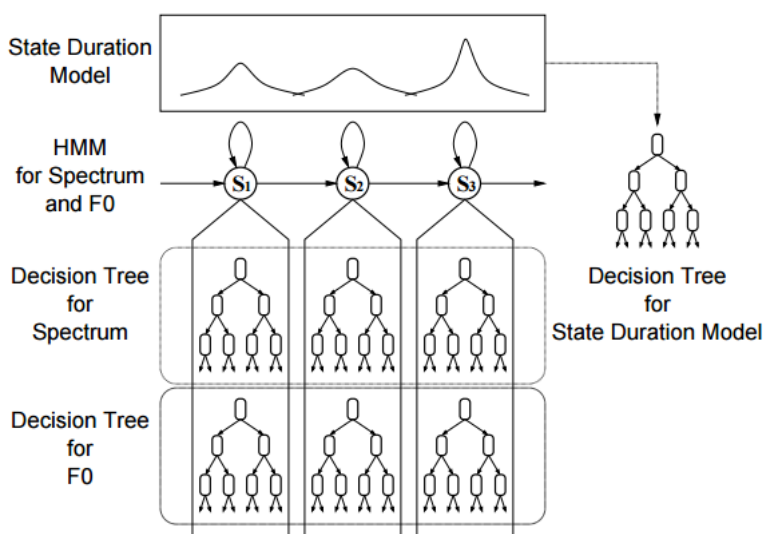 State Duration
Model
HMM
for Spectrum
and F0
S1
S2
S3
Decision Tree
for
Spectrum
Decision Tree
for
State Duration Model
Decision Tree
for
F0